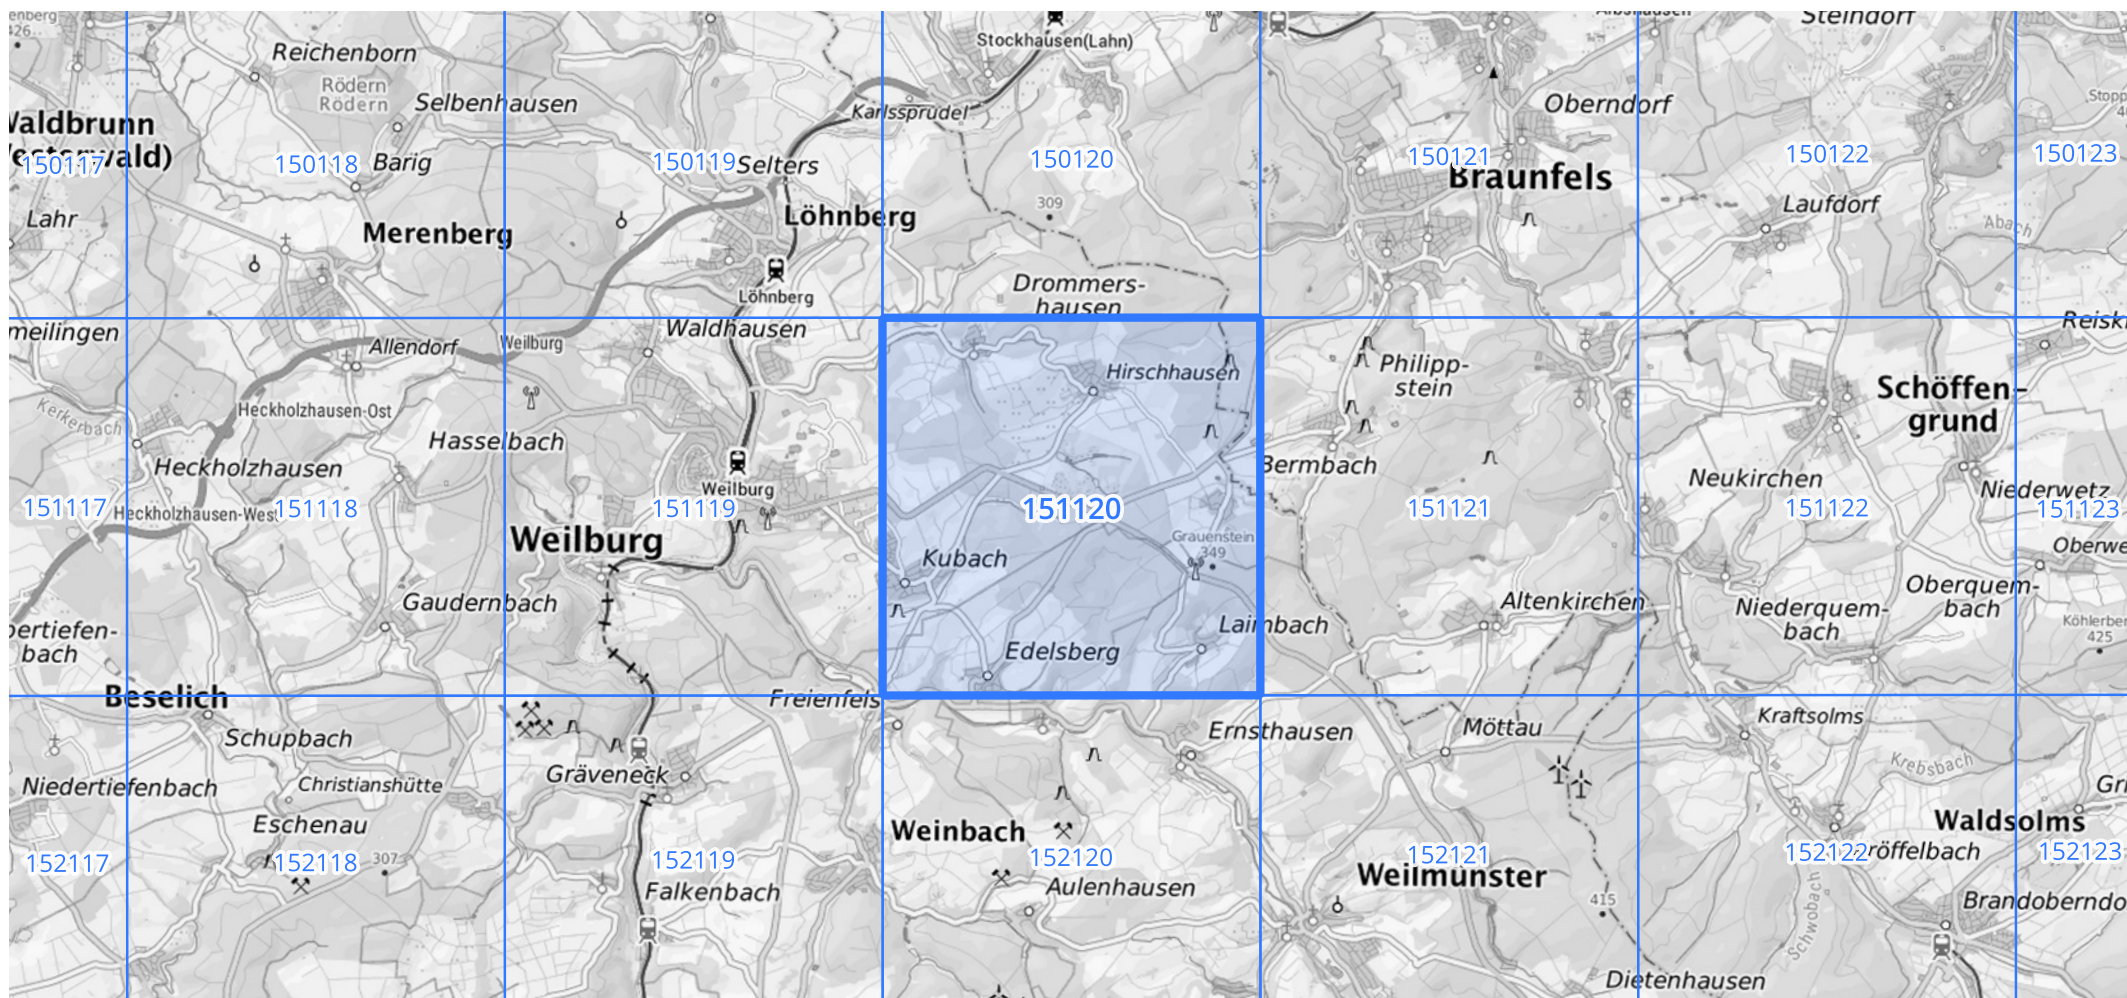 Reichenborn
Rödern
Rödern
Selbenhausen
Barig
Merenberg
Lahr
150117
150118
150119
Selters
Löhnberg
Löhnberg
Karlssprudel
Stockhausen(Lahn)
150120
309
Drommers-
hausen
150121
Braunfels
Oberndorf
Steindorf
150122
Laufdorf
150123
Abach
Allendorf
Weilburg
Waldhausen
Kerkerbach
Heckholzhausen-Ost
Hasselbach
Heckholzhausen
Heckholzhausen-West
151117
151118
151119
Weilburg
Weilburg
Gaudernbach
Hirschhausen
151120
Grauenstein
349
Kubach
Edelsberg
Laimbach
Philipp-
stein
Bermbach
151121
Altenkirchen
Schöffen-
grund
Neukirchen
Niederwetz
151122
151123
Niederquem-
bach
Oberquem-
bach
425
Beselich
Schupbach
Niedertiefenbach
Christianshütte
Eschenau
307
152117
152118
Freienfels
Gräveneck
152119
Falkenbach
Ernsthausen
Weinbach
152120
Aulenhausen
Möttau
152121
Weilmünster
415
Dietenhausen
Kraftsolms
Krebsbach
Waldsolms
152122
152123
Schwobach